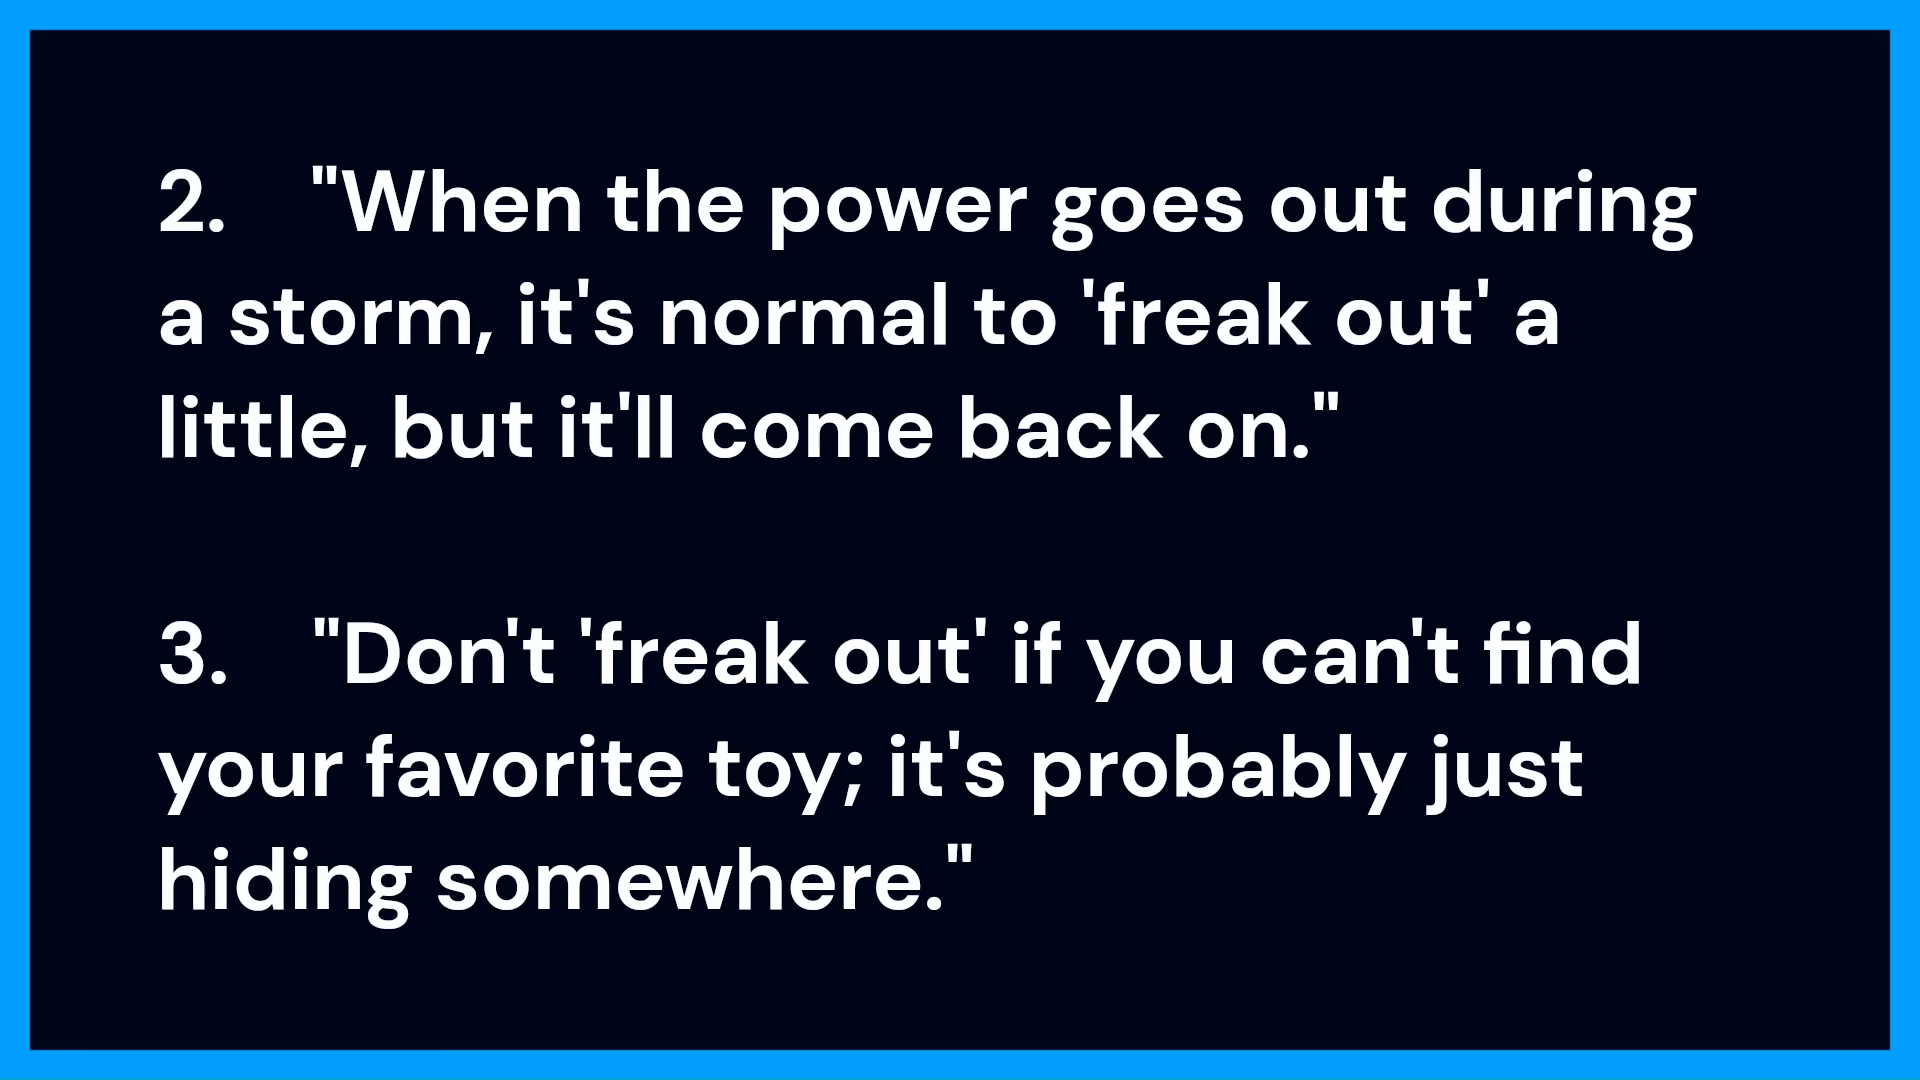 2. "When the power goes out during
a storm, it's normal to 'freak out' a
little, but it'll come back on."
3. "Don't 'freak out' if you can't find
your favorite toy; it's probably just
hiding somewhere."